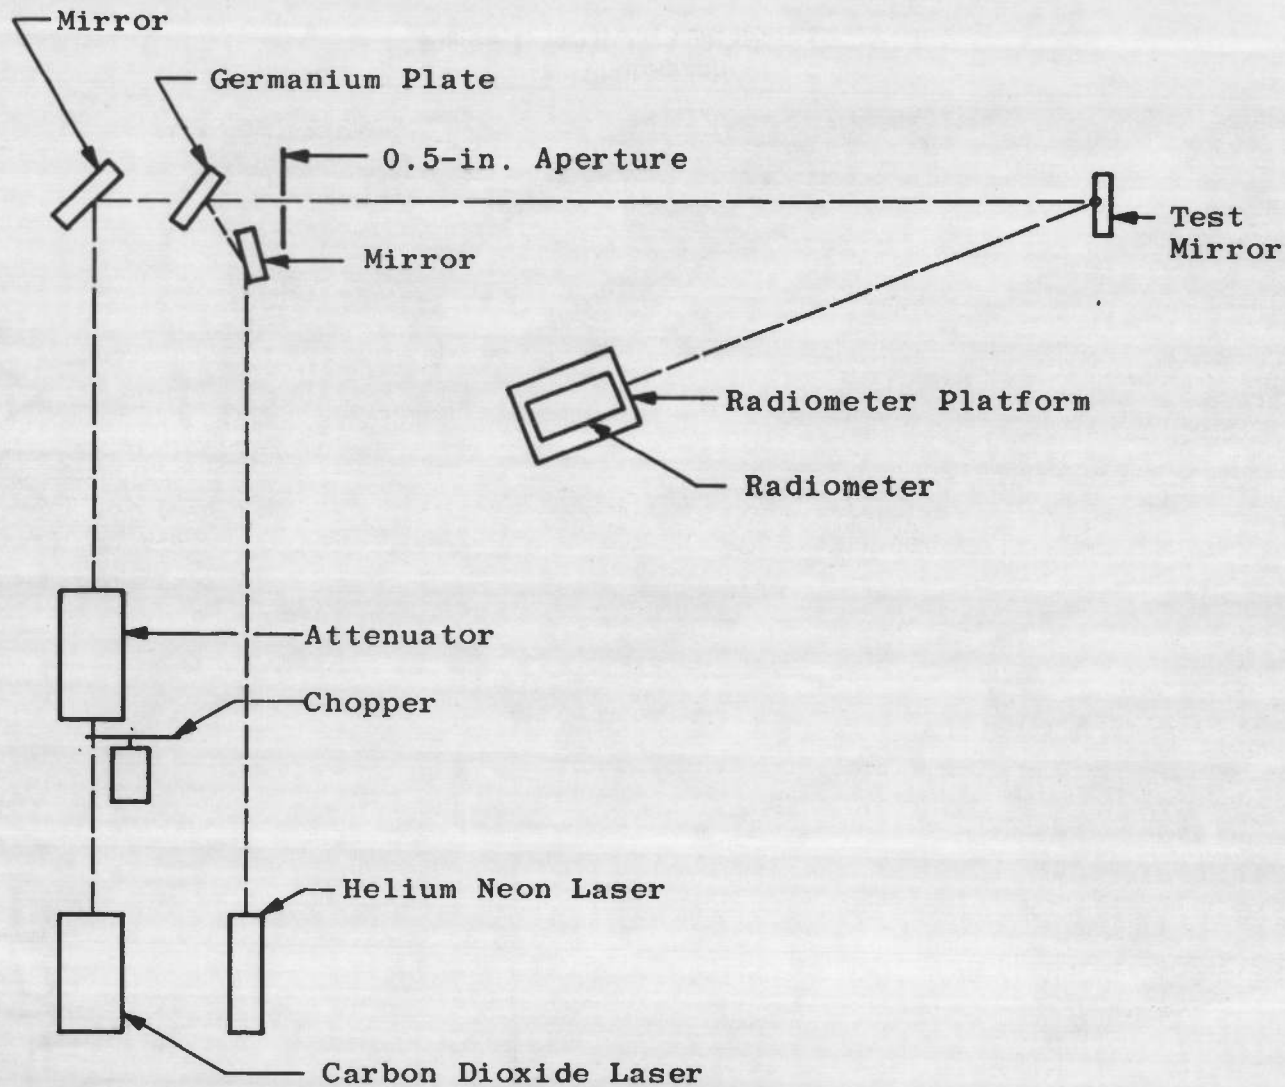 Mirror
Germanium Plate
0.5-in. Aperture
Mirror
Test
Mirror
Radiometer Platform
Radiometer
Attenuator
Chopper
Helium Neon Laser
Carbon Dioxide Laser